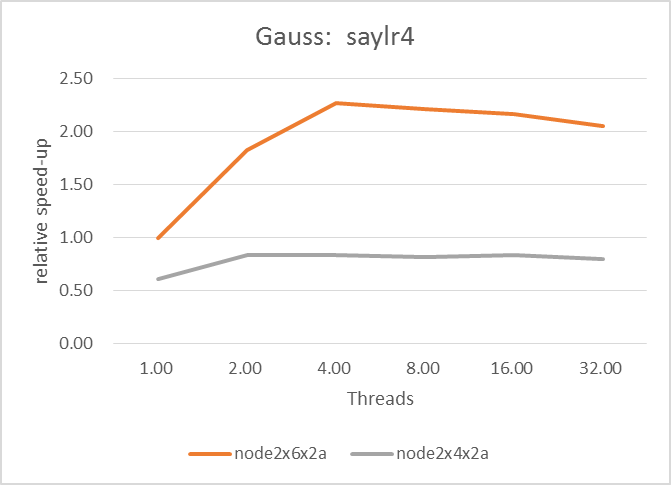 Gauss:  saylr4
2.50
2.00
1.50
1.00
0.50
0.00
relative speed-up
1.00 2.00 4.00 8.00 16.00 32.00
Threads
node2x6x2a node2x4x2a